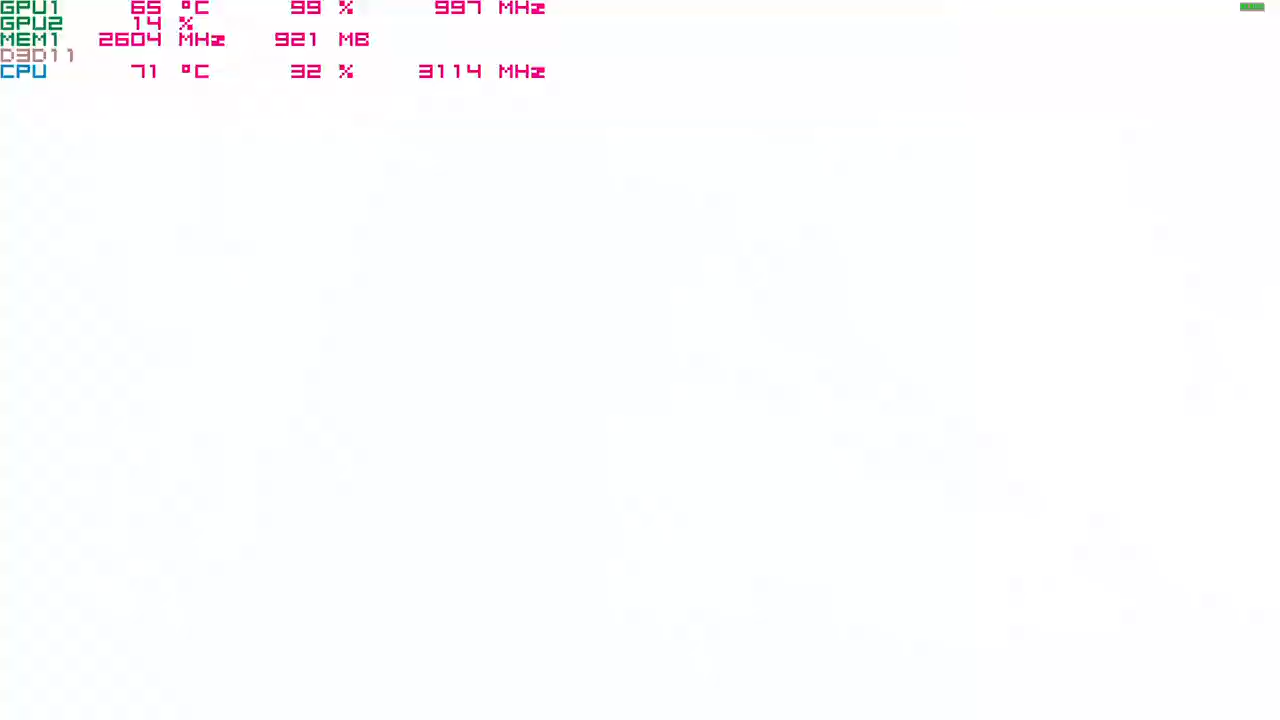 GPU1 65 °C 99 % 997 MHz
GPU2 14 %
MEM1 2604 MHz 921 MB
D3D11
CPU 71 °C 32 % 3114 MHz